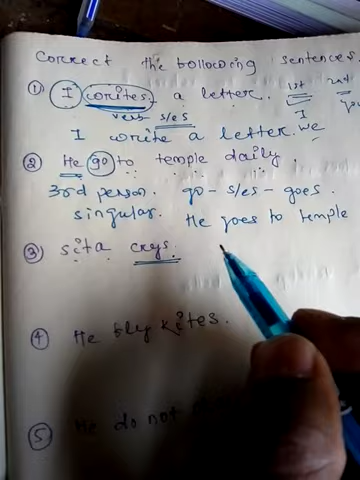 Correct the following sentences.
① I writes. a letter. 1st 2nd
verb s/es I
I write a letter. we
② He go to temple daily.
3rd person. go - s/es - goes.
singular. He goes to temple
③ sita crys.
④ He fly kites.
⑤ He do not